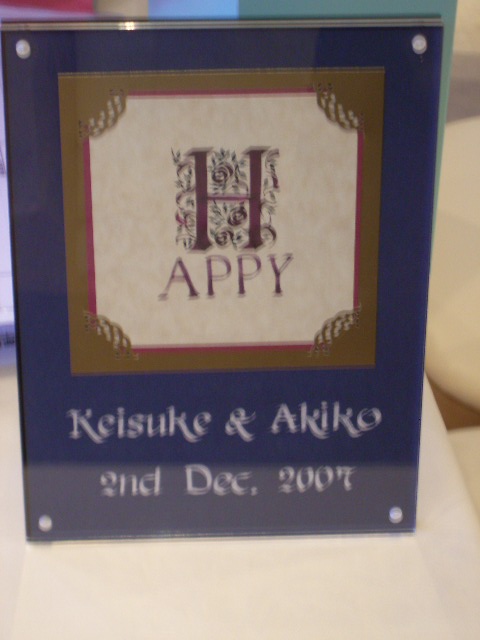 H
APPY
Keisuke & Akiko
2nd Dec. 2007